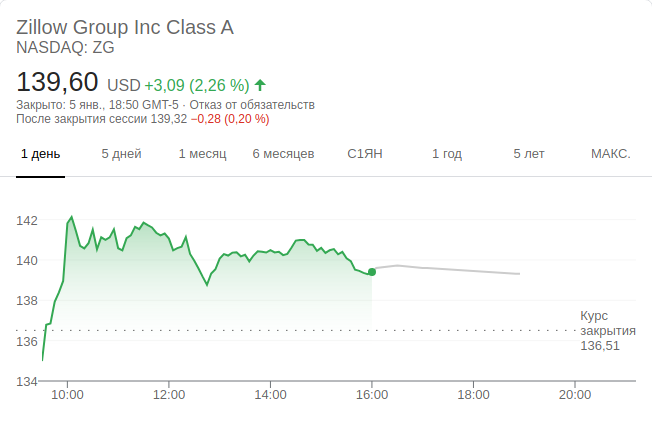 Zillow Group Inc Class A
NASDAQ: ZG
139,60 USD +3,09 (2,26 %)
Закрыто: 5 янв., 18:50 GMT-5 · Отказ от обязательств
После закрытия сессии 139,32 −0,28 (0,20 %)
1 день 5 дней 1 месяц 6 месяцев С1ЯН 1 год 5 лет МАКС.
142
140
138
Курс
закрытия
136,51
136
134
10:00 12:00 14:00 16:00 18:00 20:00